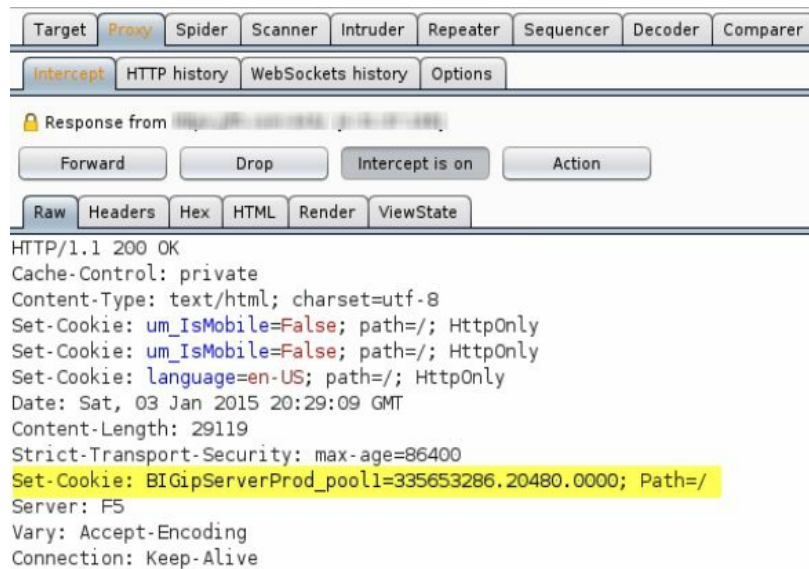 Target Proxy Spider Scanner Intruder Repeater Sequencer Decoder Comparer
Intercept HTTP history WebSockets history Options
Response from
Forward Drop Intercept is on Action
Raw Headers Hex HTML Render ViewState
HTTP/1.1 200 OK
Cache-Control: private
Content-Type: text/html; charset=utf-8
Set-Cookie: um_IsMobile=False; path=/; HttpOnly
Set-Cookie: um_IsMobile=False; path=/; HttpOnly
Set-Cookie: language=en-US; path=/; HttpOnly
Date: Sat, 03 Jan 2015 20:29:09 GMT
Content-Length: 29119
Strict-Transport-Security: max-age=86400
Set-Cookie: BIGipServerProd_pool1=335653286.20480.0000; Path=/
Server: F5
Vary: Accept-Encoding
Connection: Keep-Alive